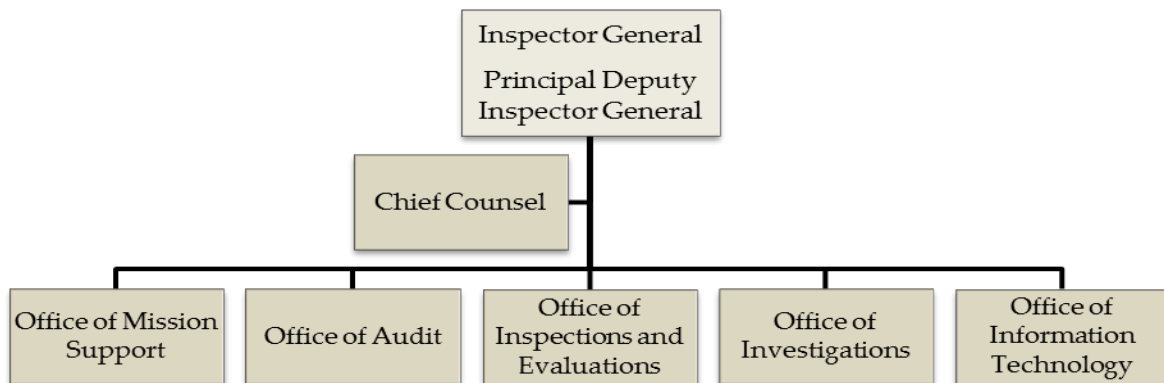 Inspector General
Principal Deputy
Inspector General
Chief Counsel
Office of Mission
Support
Office of Audit
Office of
Inspections and
Evaluations
Office of
Investigations
Office of
Information
Technology